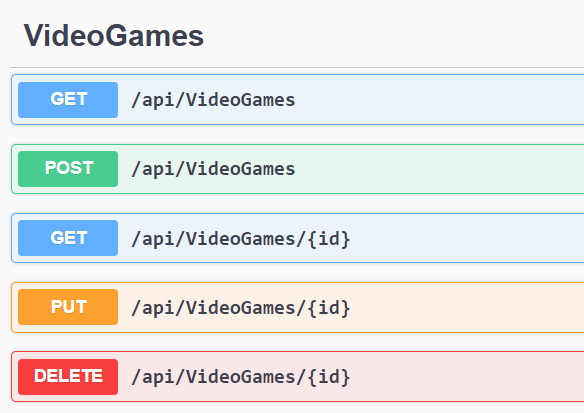 VideoGames
GET /api/VideoGames
POST /api/VideoGames
GET /api/VideoGames/{id}
PUT /api/VideoGames/{id}
DELETE /api/VideoGames/{id}